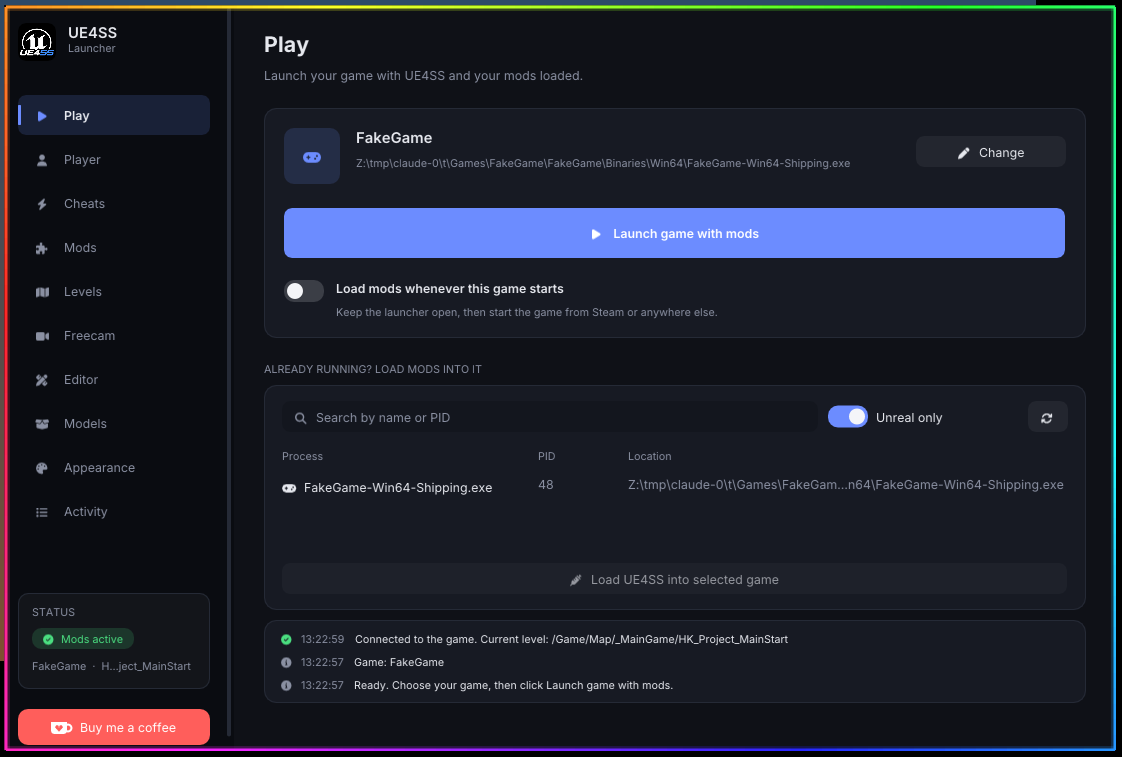 UE4SS
Launcher
UE4SS
Play
Player
Cheats
Mods
Levels
Freecam
Editor
Models
Appearance
Activity
STATUS
Mods active
FakeGame · H...ject_MainStart
Buy me a coffee
Play
Launch your game with UE4SS and your mods loaded.
FakeGame
Z:\tmp\claude-0\t\Games\FakeGame\FakeGame\Binaries\Win64\FakeGame-Win64-Shipping.exe
Change
Launch game with mods
Load mods whenever this game starts
Keep the launcher open, then start the game from Steam or anywhere else.
ALREADY RUNNING? LOAD MODS INTO IT
Search by name or PID
Unreal only
Process PID Location
FakeGame-Win64-Shipping.exe 48 Z:\tmp\claude-0\t\Games\FakeGam...n64\FakeGame-Win64-Shipping.exe
Load UE4SS into selected game
13:22:59 Connected to the game. Current level: /Game/Map/_MainGame/HK_Project_MainStart
13:22:57 Game: FakeGame
13:22:57 Ready. Choose your game, then click Launch game with mods.